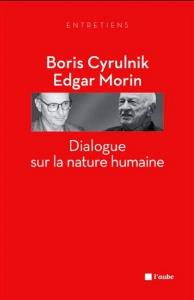 ENTRETIENS
Boris Cyrulnik
Edgar Morin
Dialogue
sur la nature humaine
l'aube